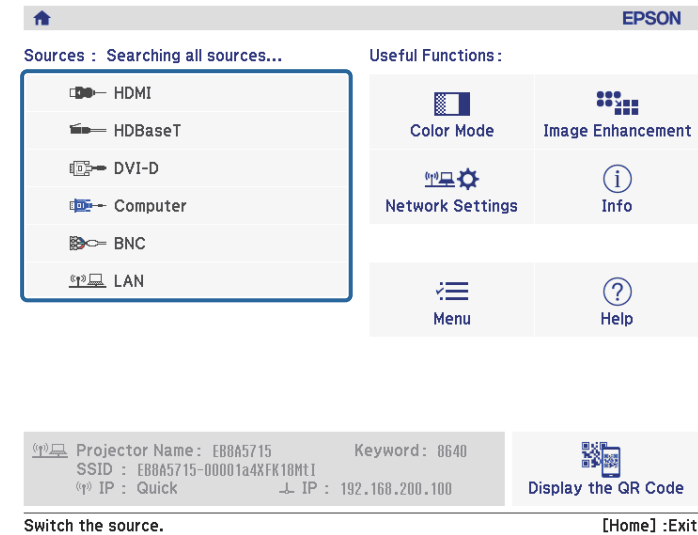 EPSON
Sources : Searching all sources...
Useful Functions :
HDMI
HDBaseT
DVI-D
Computer
BNC
LAN
Color Mode
Image Enhancement
Network Settings
Info
Menu
Help
Projector Name : EB8A5715 Keyword : 8640
SSID : EB8A5715-00001a4XFK18MtI
IP : Quick IP : 192.168.200.100
Display the QR Code
Switch the source. [Home] :Exit